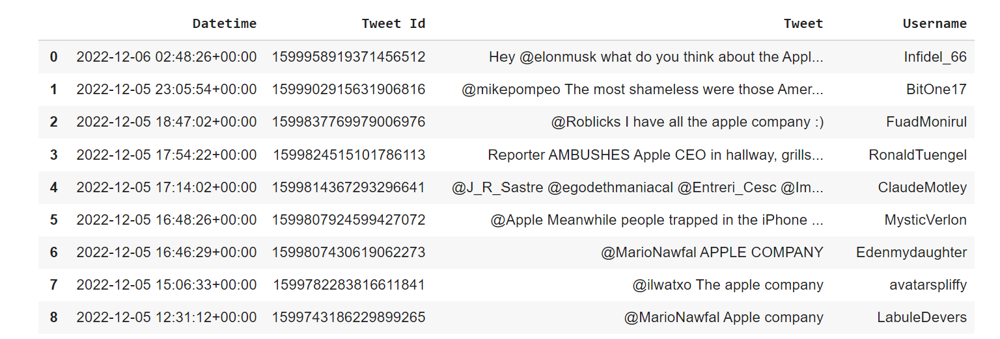 Datetime Tweet Id Tweet Username
0 2022-12-06 02:48:26+00:00 1599958919371456512 Hey @elonmusk what do you think about the Appl... Infidel_66
1 2022-12-05 23:05:54+00:00 1599902915631906816 @mikepompeo The most shameless were those Amer... BitOne17
2 2022-12-05 18:47:02+00:00 1599837769979006976 @Roblicks I have all the apple company :) FuadMonirul
3 2022-12-05 17:54:22+00:00 1599824515101786113 Reporter AMBUSHES Apple CEO in hallway, grills... RonaldTuengel
4 2022-12-05 17:14:02+00:00 1599814367293296641 @J_R_Sastre @egodethmaniacal @Entreri_Cesc @Im... ClaudeMotley
5 2022-12-05 16:48:26+00:00 1599807924599427072 @Apple Meanwhile people trapped in the iPhone ... MysticVerlon
6 2022-12-05 16:46:29+00:00 1599807430619062273 @MarioNawfal APPLE COMPANY Edenmydaughter
7 2022-12-05 15:06:33+00:00 1599782283816611841 @ilwatxo The apple company avatarspliffy
8 2022-12-05 12:31:12+00:00 1599743186229899265 @MarioNawfal Apple company LabuleDevers